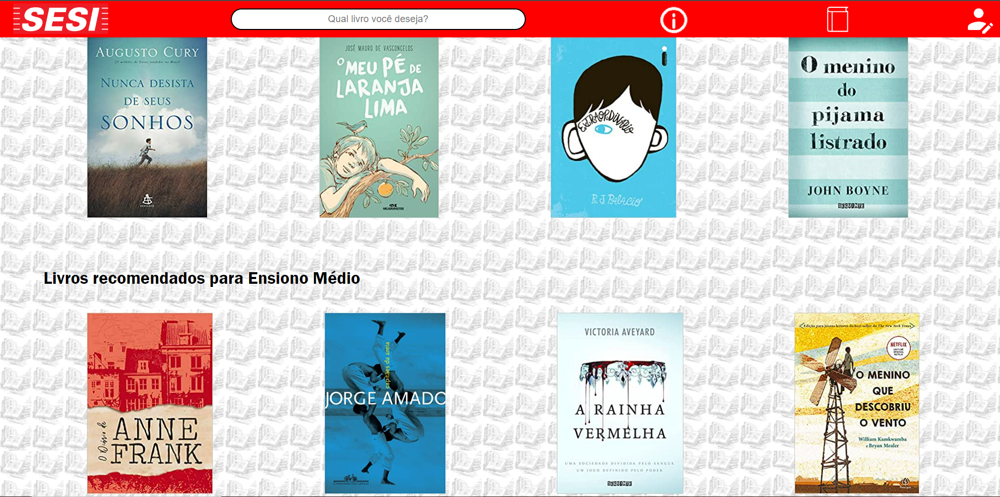 SESI
Qual livro você deseja?
AUGUSTO CURY
25 milhões de livros vendidos no Brasil
NUNCA DESISTA
DE SEUS
SONHOS
SEXTANTE
JOSÉ MAURO DE VASCONCELOS
O MEU PÉ DE
LARANJA
LIMA
MELHORAMENTOS
EXTRAORDINÁRIO
R. J. Palacio
O menino
do
pijama
listrado
JOHN BOYNE
SEGUINTE
Livros recomendados para Ensiono Médio
O Diário de
ANNE
FRANK
capitães da areia
JORGE AMADO
COMPANHIA DAS LETRAS
VICTORIA AVEYARD
A RAINHA
VERMELHA
UMA SOCIEDADE DIVIDIDA PELO SANGUE.
UM JOGO DEFINIDO PELO PODER
SEGUINTE
Edição para jovens leitores do best-seller do The New York Times
NETFLIX
UM FILME
ORIGINAL
NETFLIX
O MENINO
QUE
DESCOBRIU
O VENTO
William Kamkwamba
e Bryan Mealer
Principis